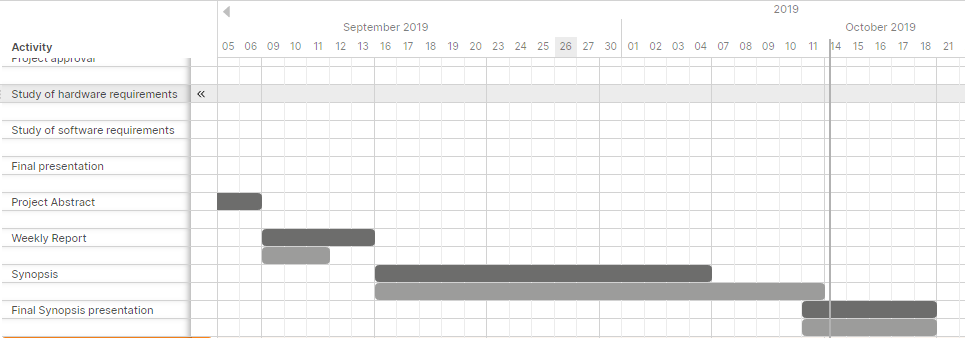 2019
September 2019
October 2019
Activity
05 06 09 10 11 12 13 16 17 18 19 20 23 24 25 26 27 30 01 02 03 04 07 08 09 10 11 14 15 16 17 18 21
Project approval
Study of hardware requirements «
Study of software requirements
Final presentation
Project Abstract
Weekly Report
Synopsis
Final Synopsis presentation